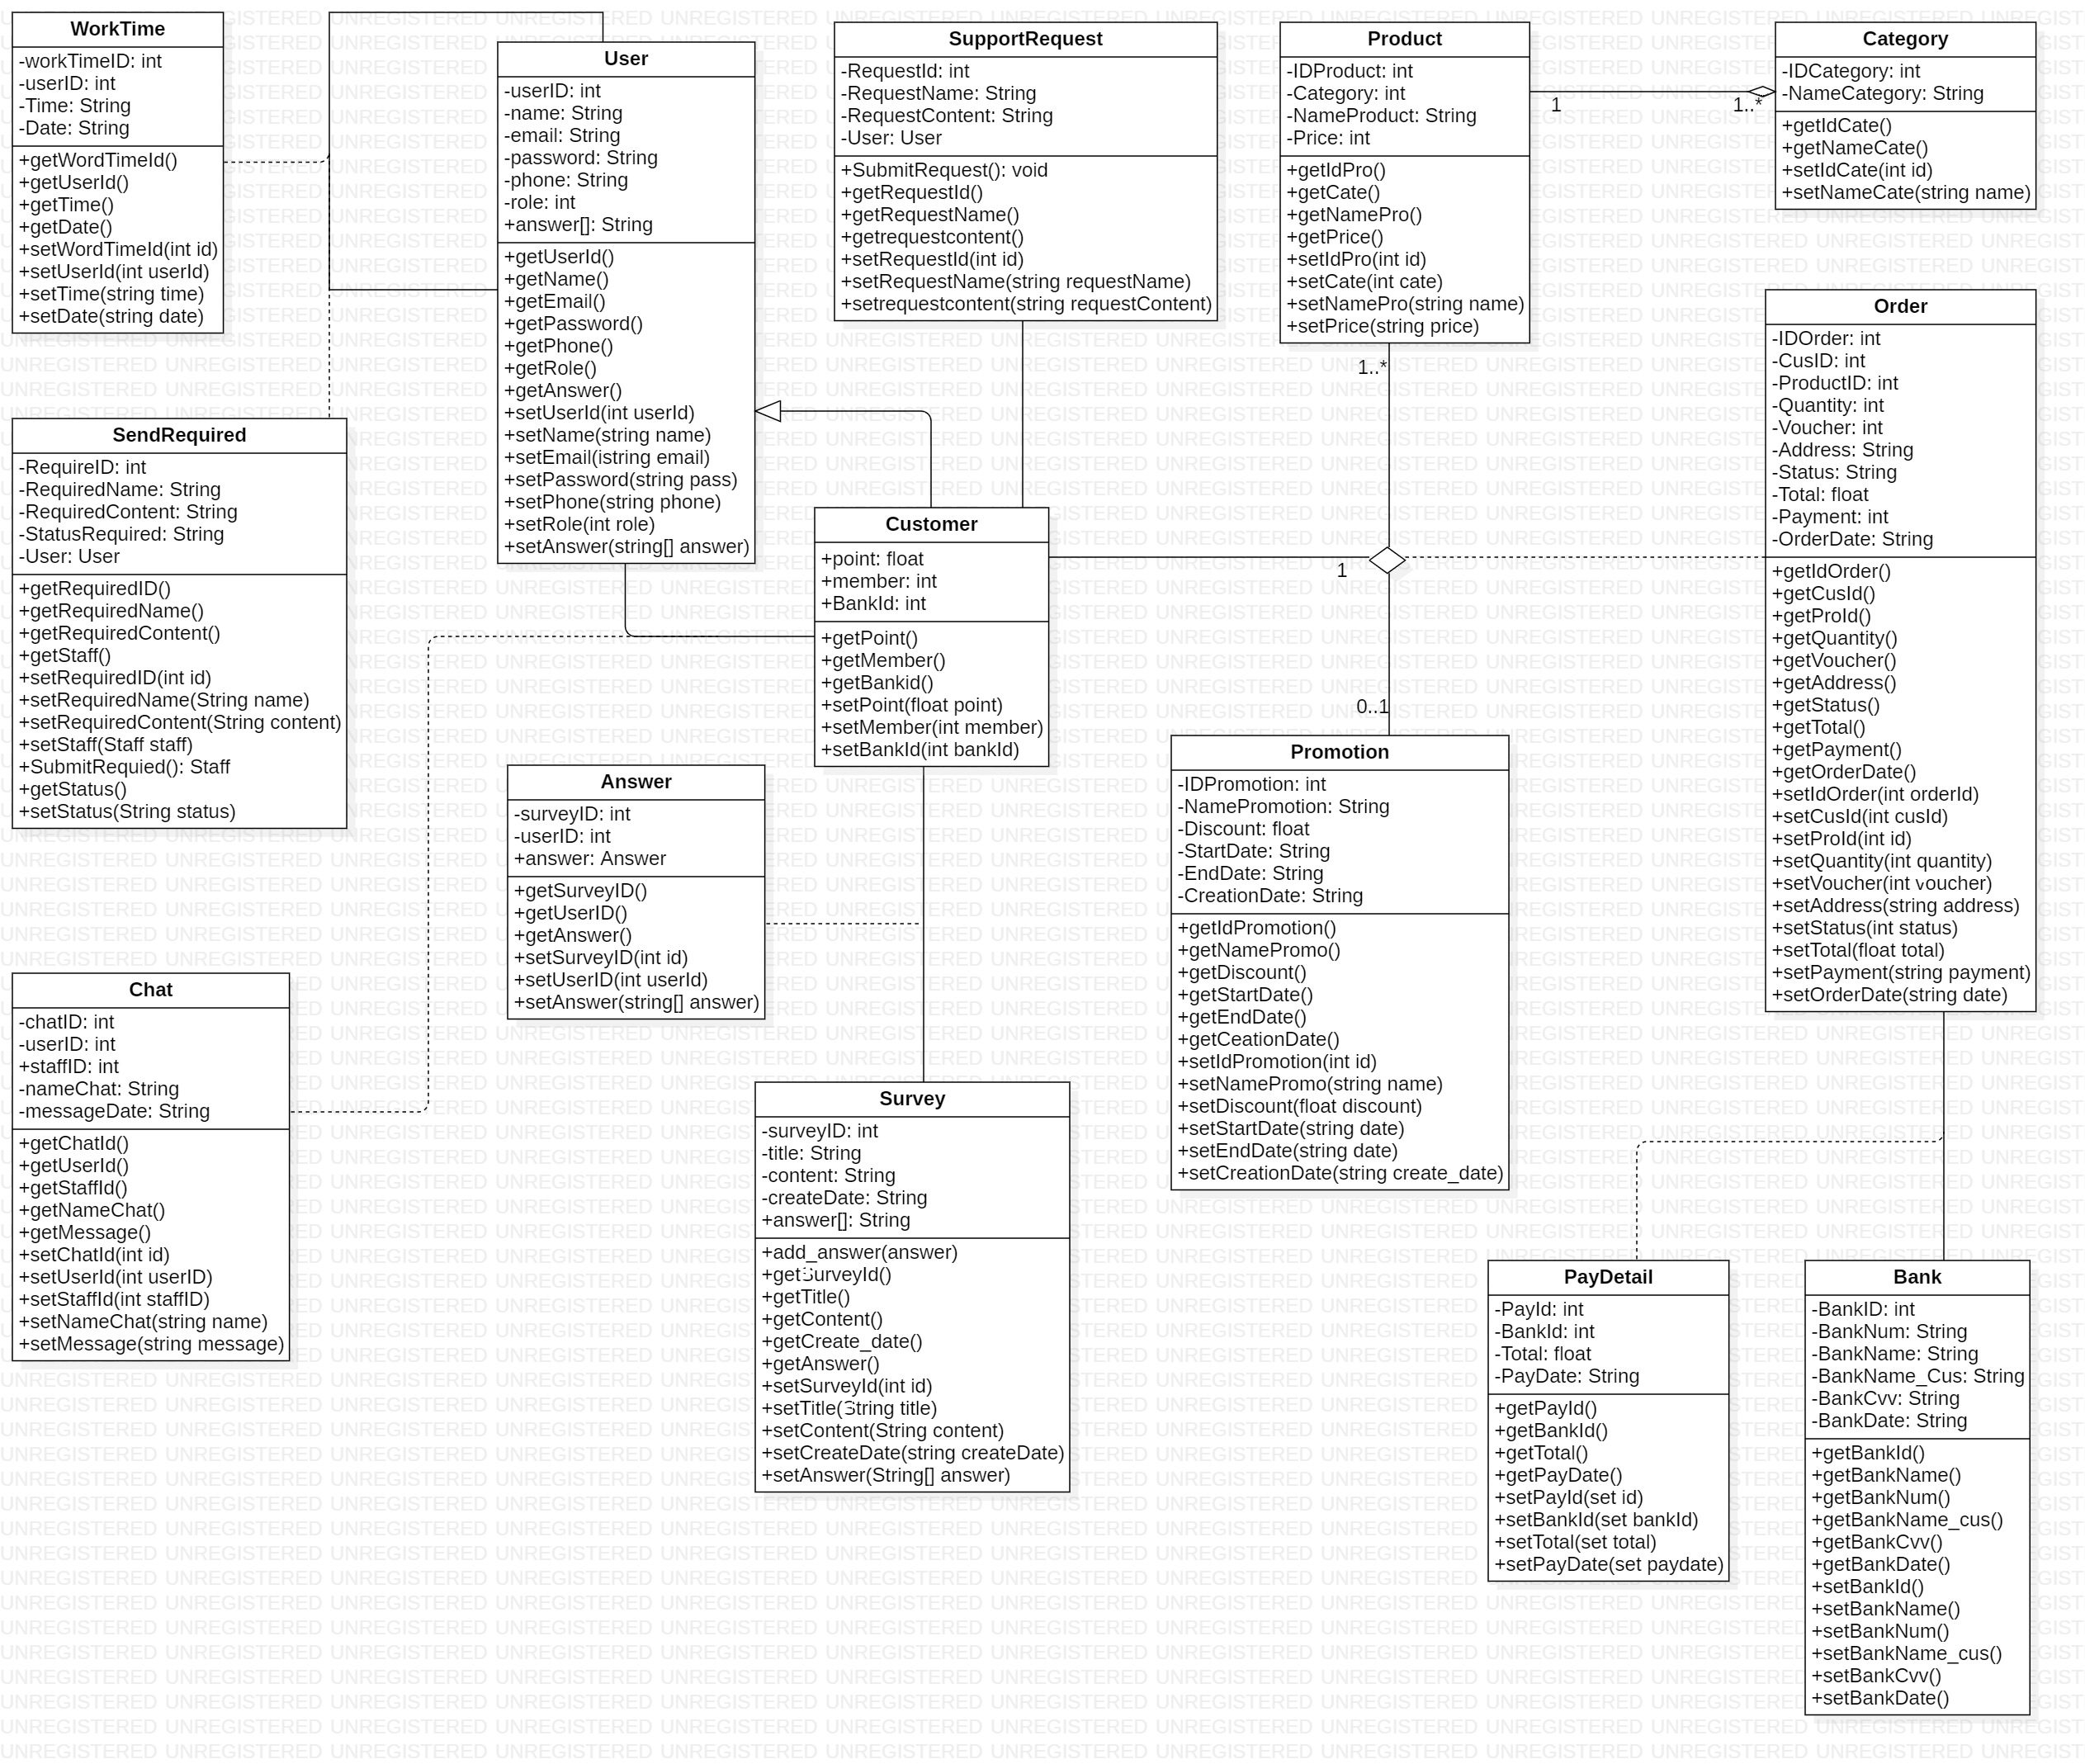 WorkTime
-workTimeID: int
-userID: int
-Time: String
-Date: String
+getWordTimeId()
+getUserId()
+getTime()
+getDate()
+setWordTimeId(int id)
+setUserId(int userId)
+setTime(string time)
+setDate(string date)
User
-userID: int
-name: String
-email: String
-password: String
-phone: String
-role: int
+answer[]: String
+getUserId()
+getName()
+getEmail()
+getPassword()
+getPhone()
+getRole()
+getAnswer()
+setUserId(int userId)
+setName(string name)
+setEmail(istring email)
+setPassword(string pass)
+setPhone(string phone)
+setRole(int role)
+setAnswer(string[] answer)
SupportRequest
-RequestId: int
-RequestName: String
-RequestContent: String
-User: User
+SubmitRequest(): void
+getRequestId()
+getRequestName()
+getrequestcontent()
+setRequestId(int id)
+setRequestName(string requestName)
+setrequestcontent(string requestContent)
Product
-IDProduct: int
-Category: int
-NameProduct: String
-Price: int
+getIdPro()
+getCate()
+getNamePro()
+getPrice()
+setIdPro(int id)
+setCate(int cate)
+setNamePro(string name)
+setPrice(string price)
1
1..*
Category
-IDCategory: int
-NameCategory: String
+getIdCate()
+getNameCate()
+setIdCate(int id)
+setNameCate(string name)
1..*
1
0..1
Order
-IDOrder: int
-CusID: int
-ProductID: int
-Quantity: int
-Voucher: int
-Address: String
-Status: String
-Total: float
-Payment: int
-OrderDate: String
+getIdOrder()
+getCusId()
+getProId()
+getQuantity()
+getVoucher()
+getAddress()
+getStatus()
+getTotal()
+getPayment()
+getOrderDate()
+setIdOrder(int orderId)
+setCusId(int cusId)
+setProId(int id)
+setQuantity(int quantity)
+setVoucher(int voucher)
+setAddress(string address)
+setStatus(int status)
+setTotal(float total)
+setPayment(string payment)
+setOrderDate(string date)
SendRequired
-RequireID: int
-RequiredName: String
-RequiredContent: String
-StatusRequired: String
-User: User
+getRequiredID()
+getRequiredName()
+getRequiredContent()
+getStaff()
+setRequiredID(int id)
+setRequiredName(String name)
+setRequiredContent(String content)
+setStaff(Staff staff)
+SubmitRequied(): Staff
+getStatus()
+setStatus(String status)
Customer
+point: float
+member: int
+BankId: int
+getPoint()
+getMember()
+getBankid()
+setPoint(float point)
+setMember(int member)
+setBankId(int bankId)
Answer
-surveyID: int
-userID: int
+answer: Answer
+getSurveyID()
+getUserID()
+getAnswer()
+setSurveyID(int id)
+setUserID(int userId)
+setAnswer(string[] answer)
Promotion
-IDPromotion: int
-NamePromotion: String
-Discount: float
-StartDate: String
-EndDate: String
-CreationDate: String
+getIdPromotion()
+getNamePromo()
+getDiscount()
+getStartDate()
+getEndDate()
+getCeationDate()
+setIdPromotion(int id)
+setNamePromo(string name)
+setDiscount(float discount)
+setStartDate(string date)
+setEndDate(string date)
+setCreationDate(string create_date)
Chat
-chatID: int
-userID: int
+staffID: int
-nameChat: String
-messageDate: String
+getChatId()
+getUserId()
+getStaffId()
+getNameChat()
+getMessage()
+setChatId(int id)
+setUserId(int userID)
+setStaffId(int staffID)
+setNameChat(string name)
+setMessage(string message)
Survey
-surveyID: int
-title: String
-content: String
-createDate: String
+answer[]: String
+add_answer(answer)
+getSurveyId()
+getTitle()
+getContent()
+getCreate_date()
+getAnswer()
+setSurveyId(int id)
+setTitle(String title)
+setContent(String content)
+setCreateDate(string createDate)
+setAnswer(String[] answer)
PayDetail
-PayId: int
-BankId: int
-Total: float
-PayDate: String
+getPayId()
+getBankId()
+getTotal()
+getPayDate()
+setPayId(set id)
+setBankId(set bankId)
+setTotal(set total)
+setPayDate(set paydate)
Bank
-BankID: int
-BankNum: String
-BankName: String
-BankName_Cus: String
-BankCvv: String
-BankDate: String
+getBankId()
+getBankName()
+getBankNum()
+getBankName_cus()
+getBankCvv()
+getBankDate()
+setBankId()
+setBankName()
+setBankNum()
+setBankName_cus()
+setBankCvv()
+setBankDate()
UNREGISTERED